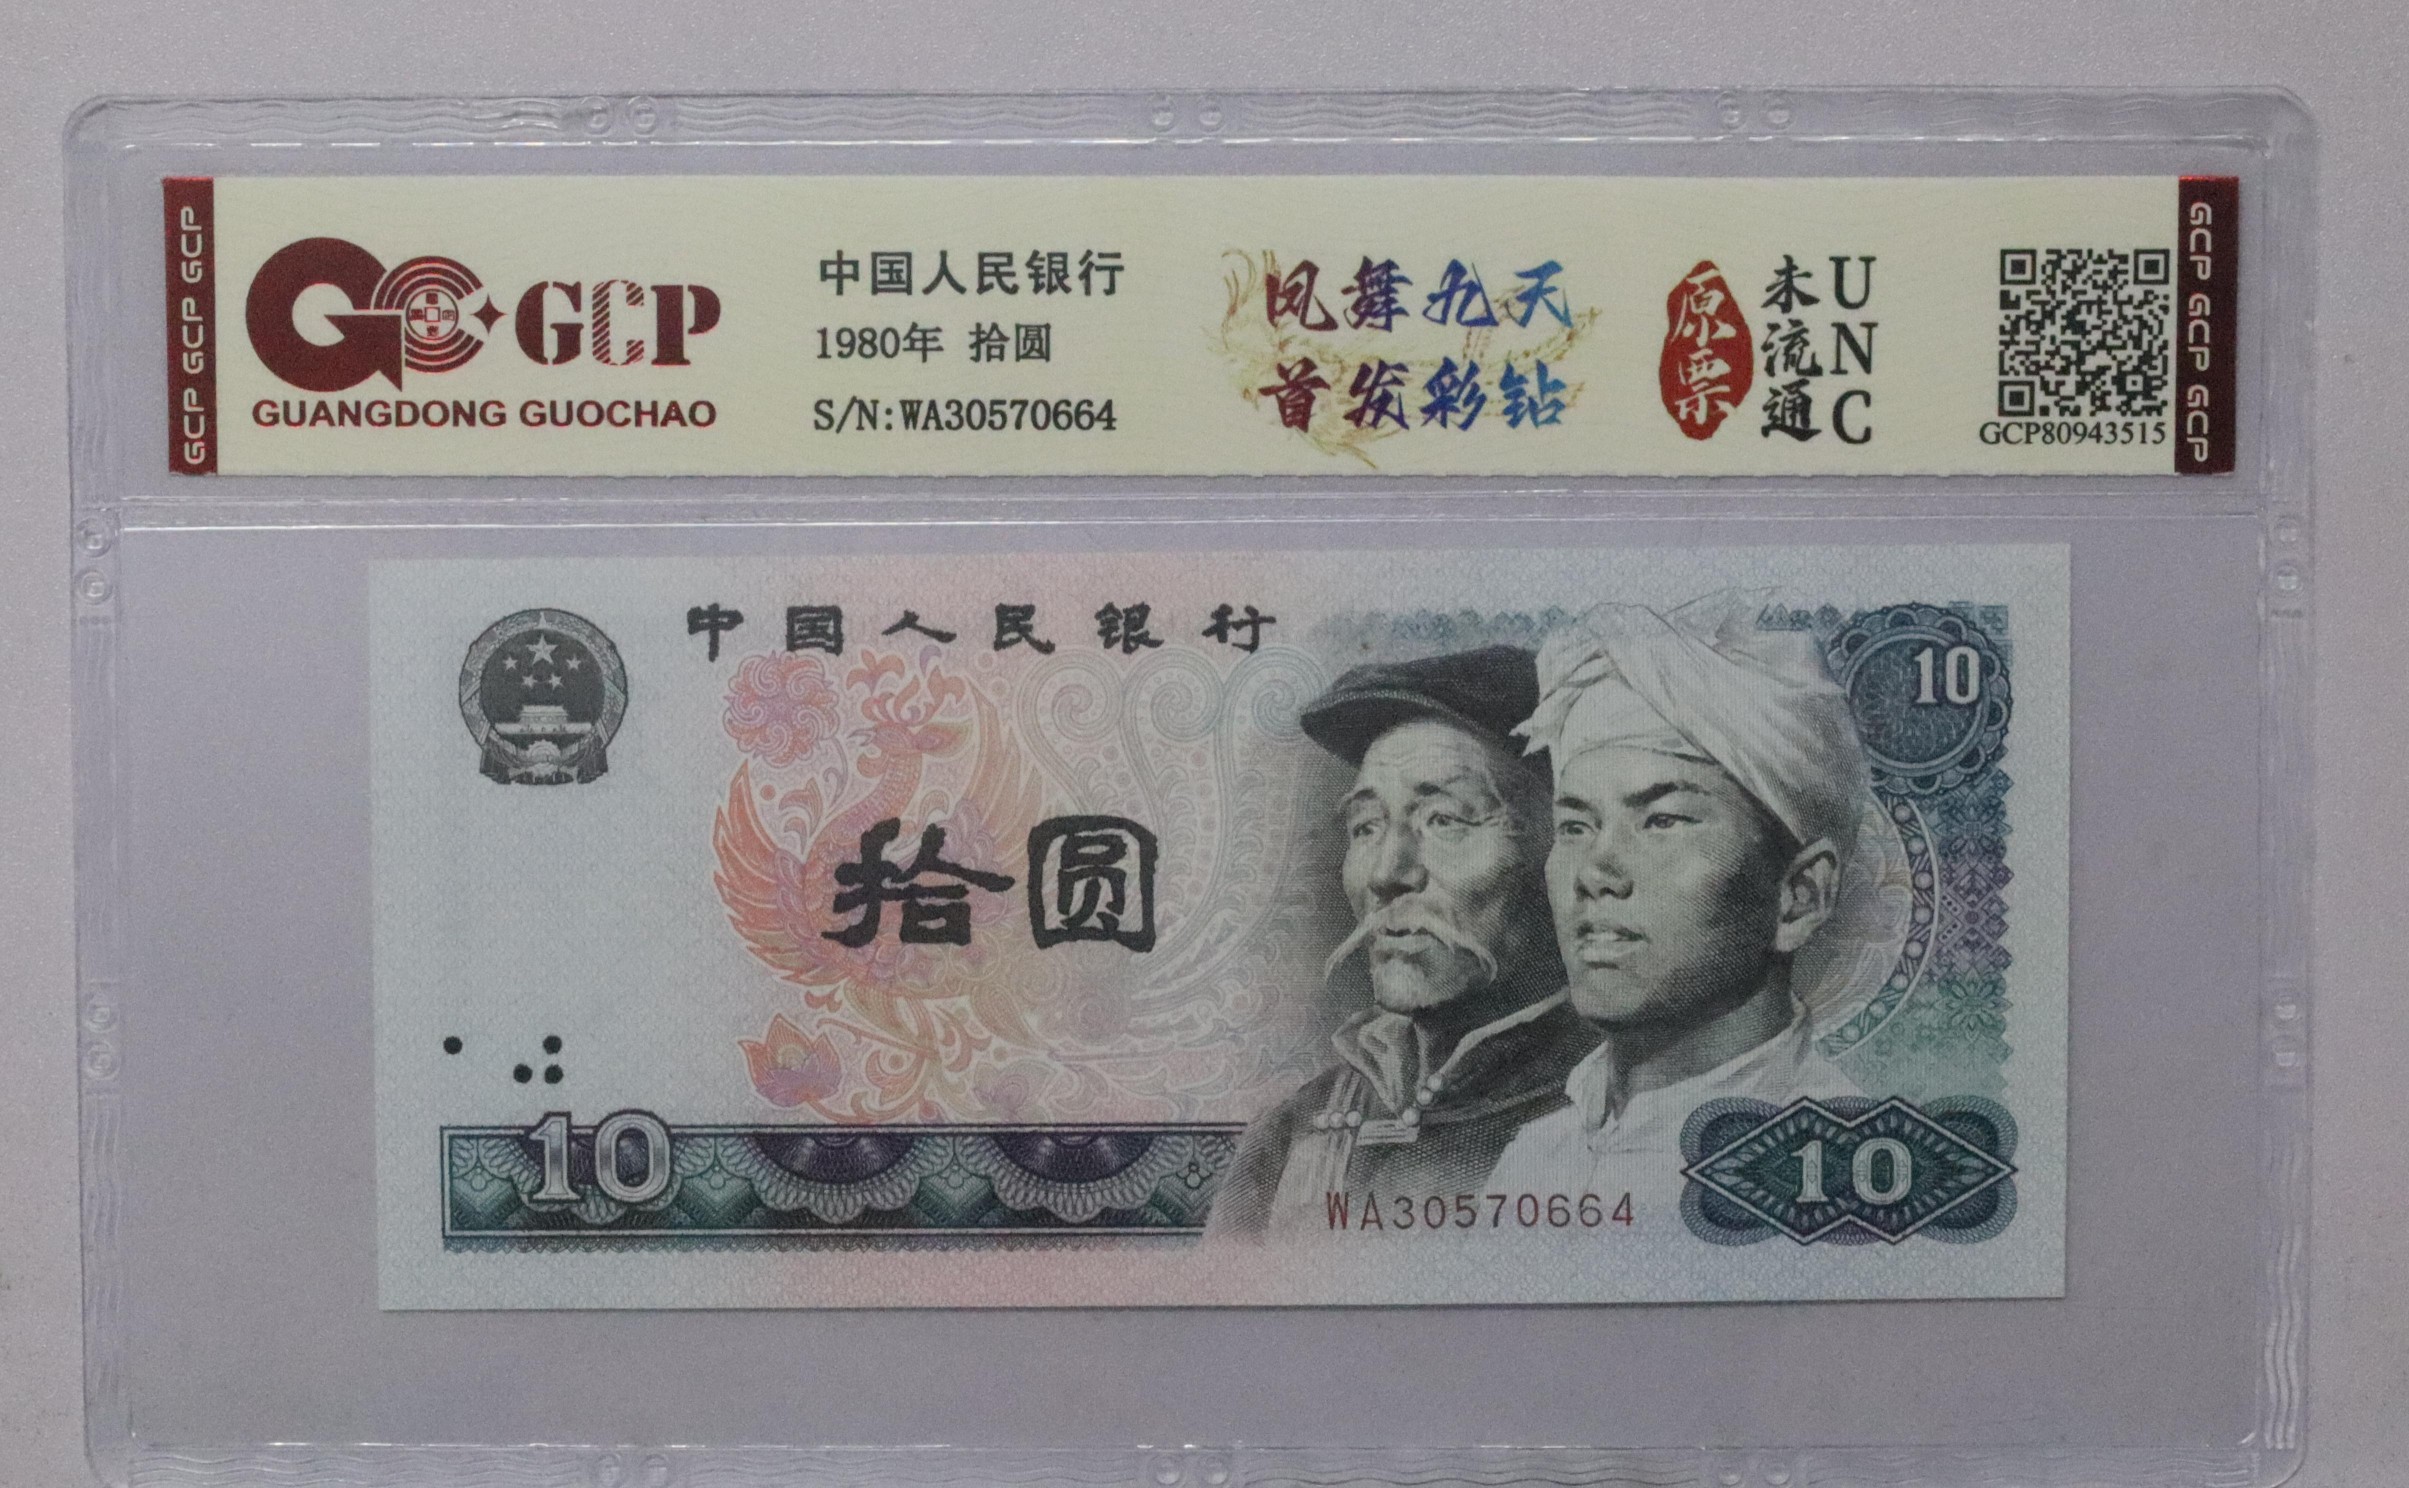 GCP GCP GCP
GCP
GUANGDONG GUOCHAO
中国人民银行
1980年 拾圆
S/N:WA30570664
凤舞九天
首发彩钻
原票
未流通
UNC
GCP80943515
GCP GCP GCP
中国人民银行
10
拾圆
10
WA30570664
10